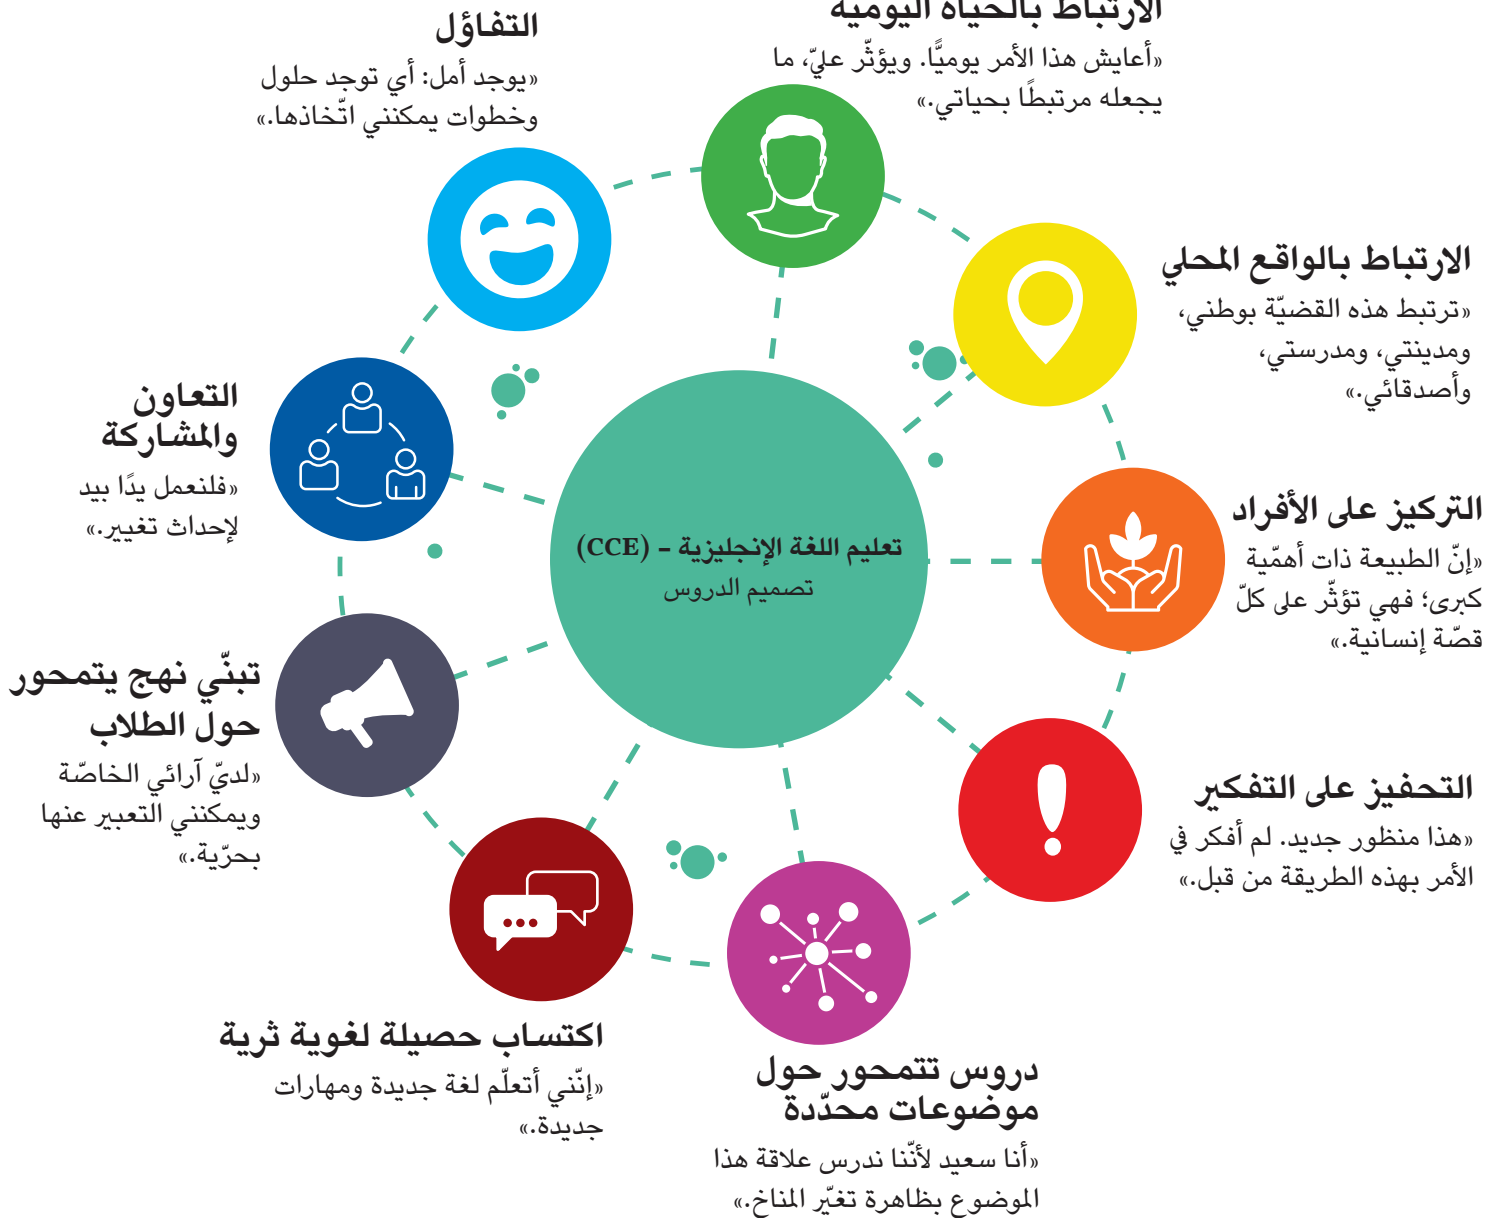 الارتباط بالحياة اليومية
«أعايش هذا الأمر يوميًّا. ويؤثّر عليّ، ما
يجعله مرتبطًا بحياتي.»
الارتباط بالواقع المحلي
«ترتبط هذه القضيّة بوطني،
ومدينتي، ومدرستي،
وأصدقائي.»
التركيز على الأفراد
«إنّ الطبيعة ذات أهمّية
كبرى؛ فهي تؤثّر على كلّ
قصّة إنسانية.»
التحفيز على التفكير
«هذا منظور جديد. لم أفكر في
الأمر بهذه الطريقة من قبل.»
دروس تتمحور حول
موضوعات محدّدة
«أنا سعيد لأنّنا ندرس علاقة هذا
الموضوع بظاهرة تغيّر المناخ.»
اكتساب حصيلة لغوية ثرية
«إنّني أتعلّم لغة جديدة ومهارات
جديدة.»
تبنّي نهج يتمحور
حول الطلاب
«لديّ آرائي الخاصّة
ويمكنني التعبير عنها
بحرّية.»
التعاون
والمشاركة
«فلنعمل يدًا بيد
لإحداث تغيير.»
التفاؤل
«يوجد أمل: أي توجد حلول
وخطوات يمكنني اتّخاذها.»
تعليم اللغة الإنجليزية – (CCE)
تصميم الدروس